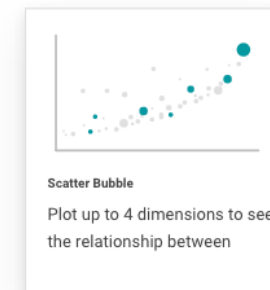 Scatter Bubble
Plot up to 4 dimensions to see
the relationship between